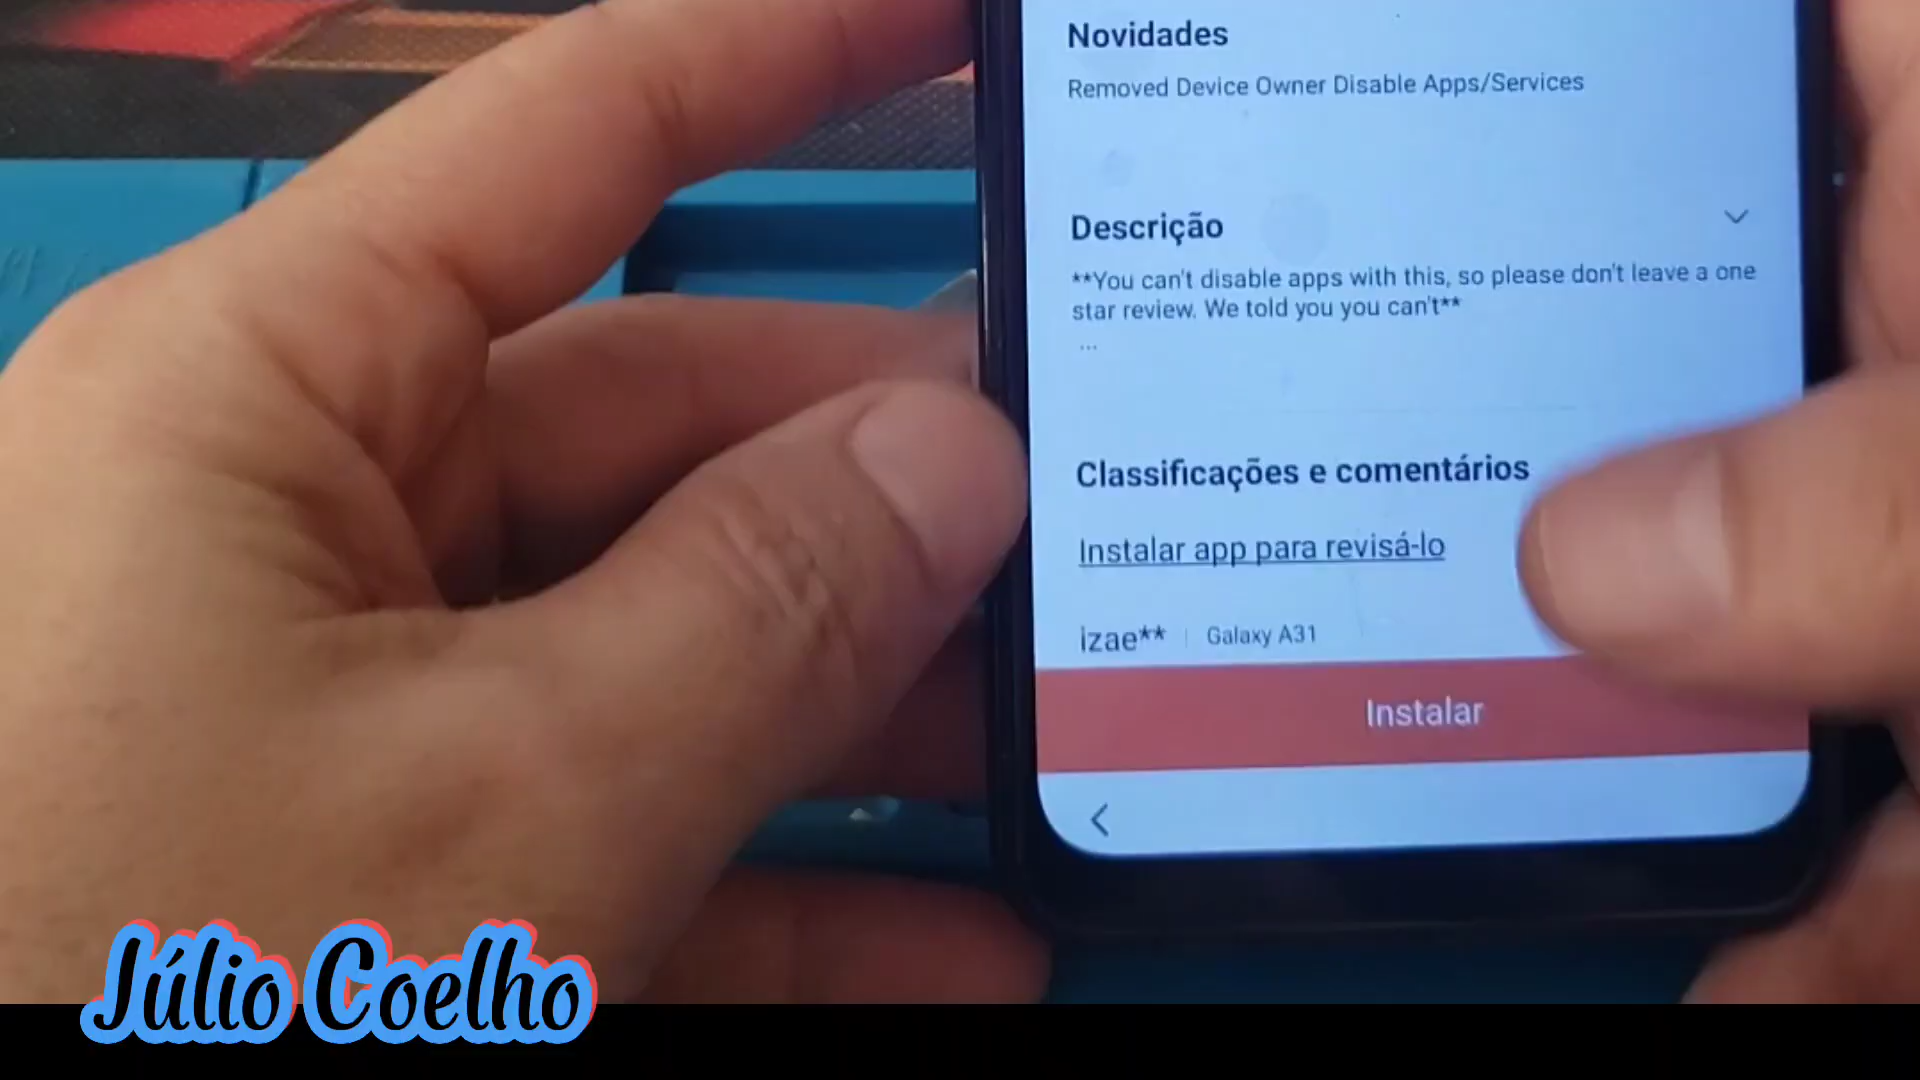 Novidades
Removed Device Owner Disable Apps/Services
Descrição
**You can't disable apps with this, so please don't leave a one
star review. We told you you can't**
...
Classificações e comentários
Instalar app para revisá-lo
izae** | Galaxy A31
Instalar
Júlio Coelho